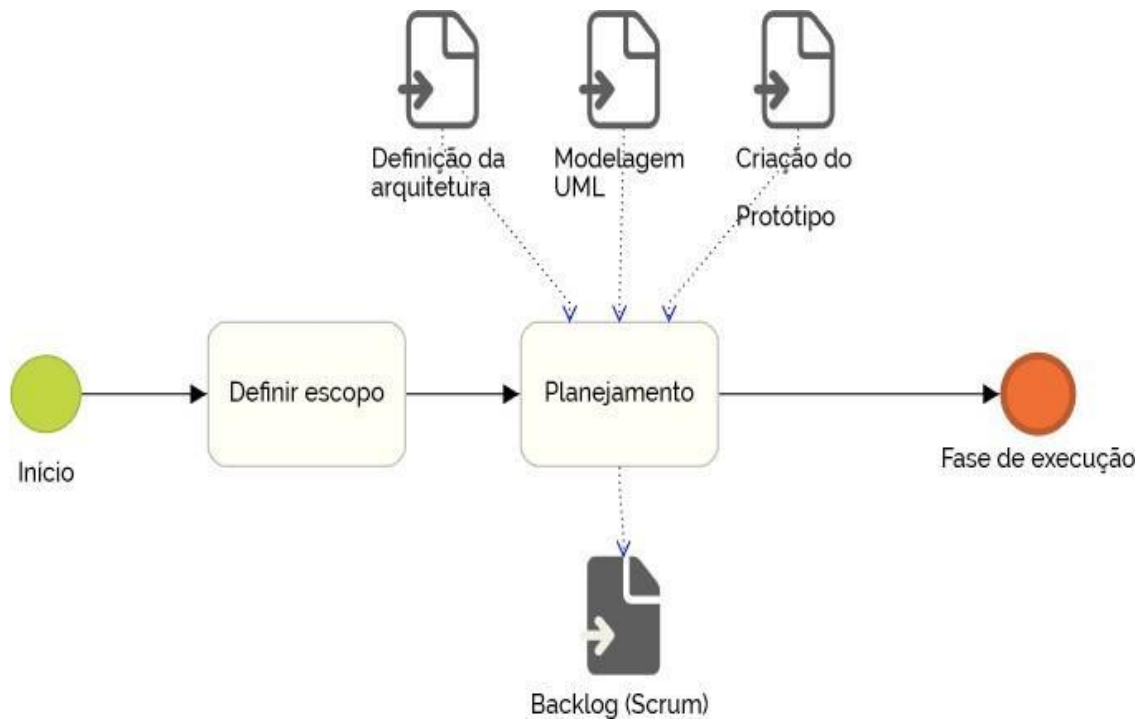 Definição da
arquitetura
Modelagem
UML
Criação do
Protótipo
Definir escopo
Planejamento
Início
Fase de execução
Backlog (Scrum)